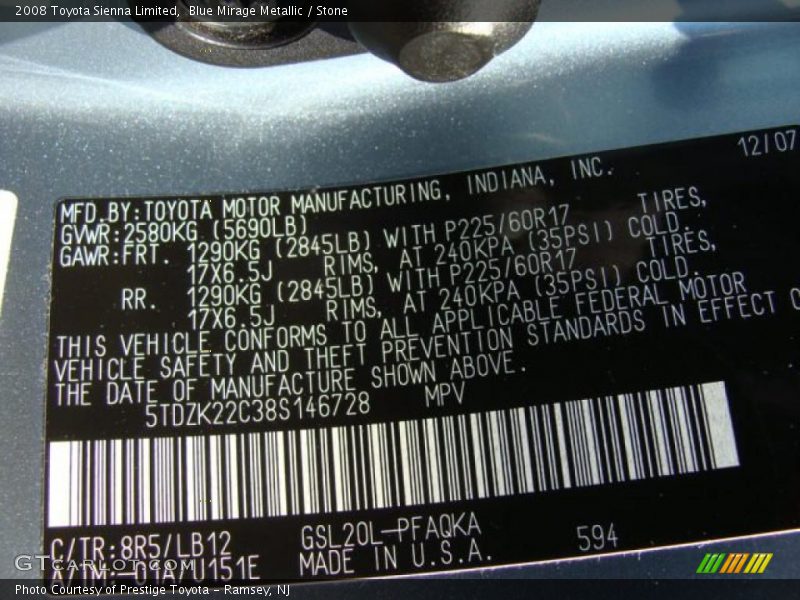 2008 Toyota Sienna Limited,  Blue Mirage Metallic / Stone
12/07
MFD.BY:TOYOTA MOTOR MANUFACTURING, INDIANA, INC.
GVWR:2580KG (5690LB)
GAWR:FRT. 1290KG (2845LB) WITH P225/60R17 TIRES,
17X6.5J RIMS, AT 240KPA (35PSI) COLD.
RR. 1290KG (2845LB) WITH P225/60R17 TIRES,
17X6.5J RIMS, AT 240KPA (35PSI) COLD.
THIS VEHICLE CONFORMS TO ALL APPLICABLE FEDERAL MOTOR
VEHICLE SAFETY AND THEFT PREVENTION STANDARDS IN EFFECT O
THE DATE OF MANUFACTURE SHOWN ABOVE.
5TDZK22C38S146728 MPV
C/TR:8R5/LB12 GSL20L-PFAQKA 594
A/TM:-01A/U151E MADE IN U.S.A.
GTcarlot.com
Photo Courtesy of Prestige Toyota - Ramsey, NJ